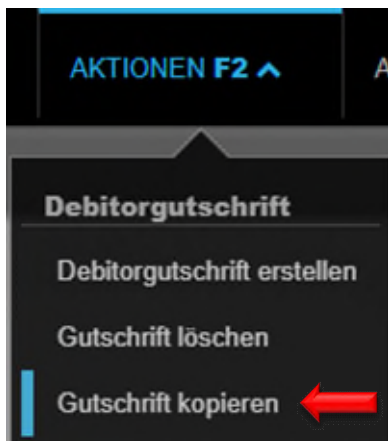 AKTIONEN F2 A
Debitorgutschrift
Debitorgutschrift erstellen
Gutschrift löschen
Gutschrift kopieren